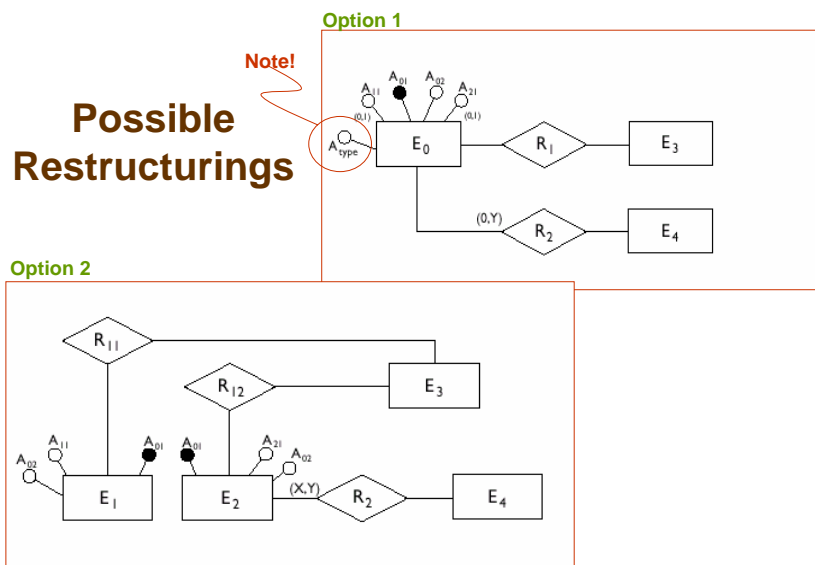 Option 1
Note!
Possible
Restructurings
A₁₁ A₀₁ A₀₂ A₂₁
(0,1) (0,1)
A_type E₀ R₁ E₃
(0,Y) R₂ E₄
Option 2
R₁₁
R₁₂ E₃
A₀₂ A₁₁ A₀₁ A₀₁ A₂₁ A₀₂
E₁ E₂ (X,Y) R₂ E₄